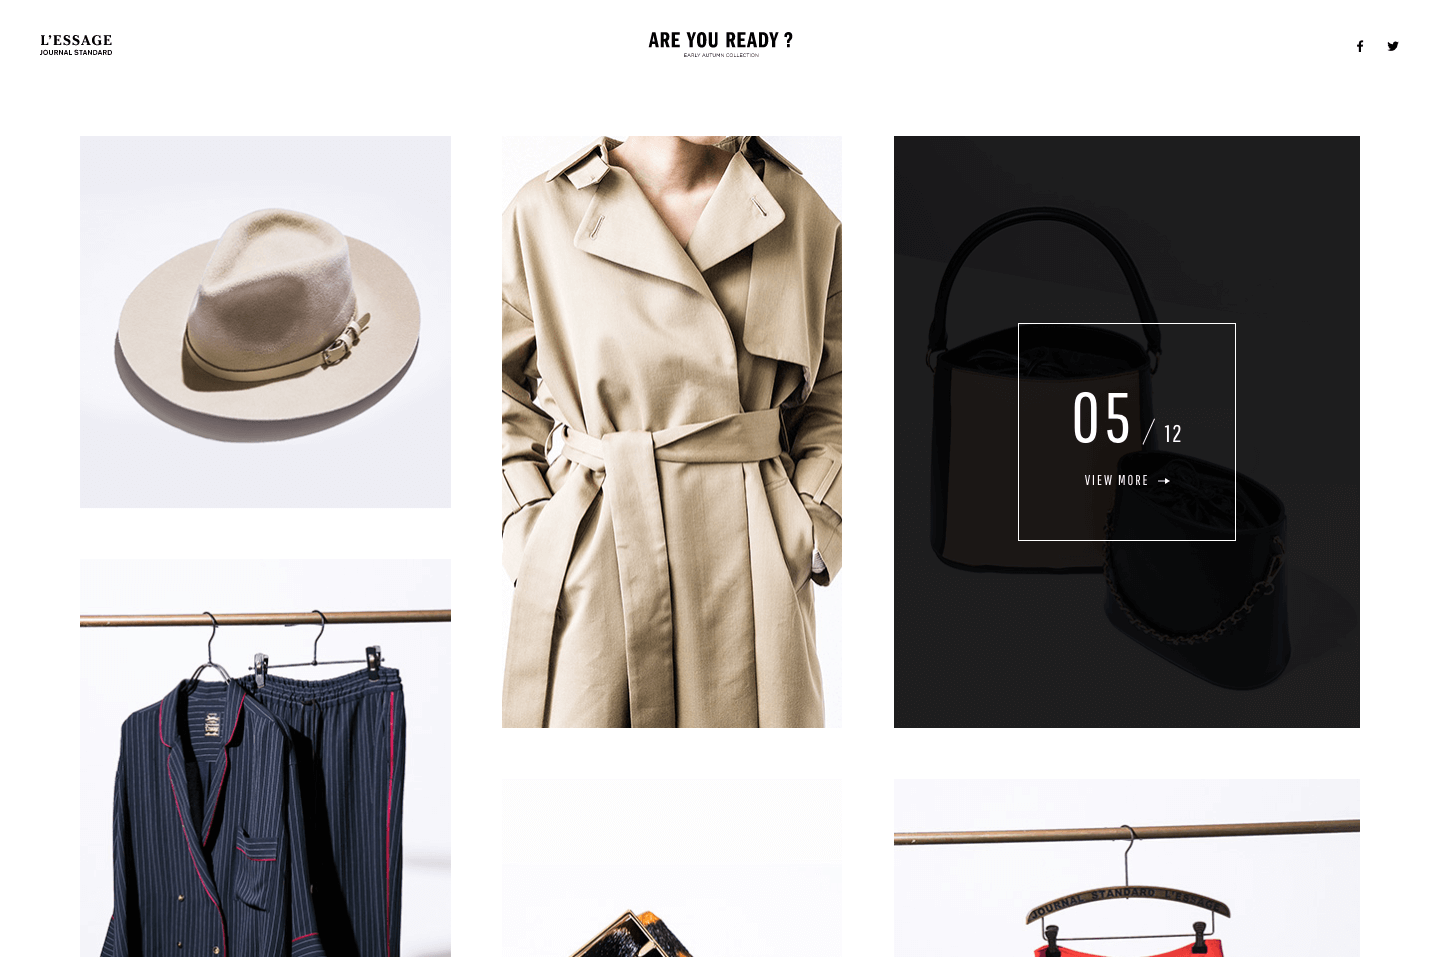 L'ESSAGE
JOURNAL STANDARD
ARE YOU READY ?
EARLY AUTUMN COLLECTION
05 / 12
VIEW MORE
JOURNAL STANDARD L'ESSAGE